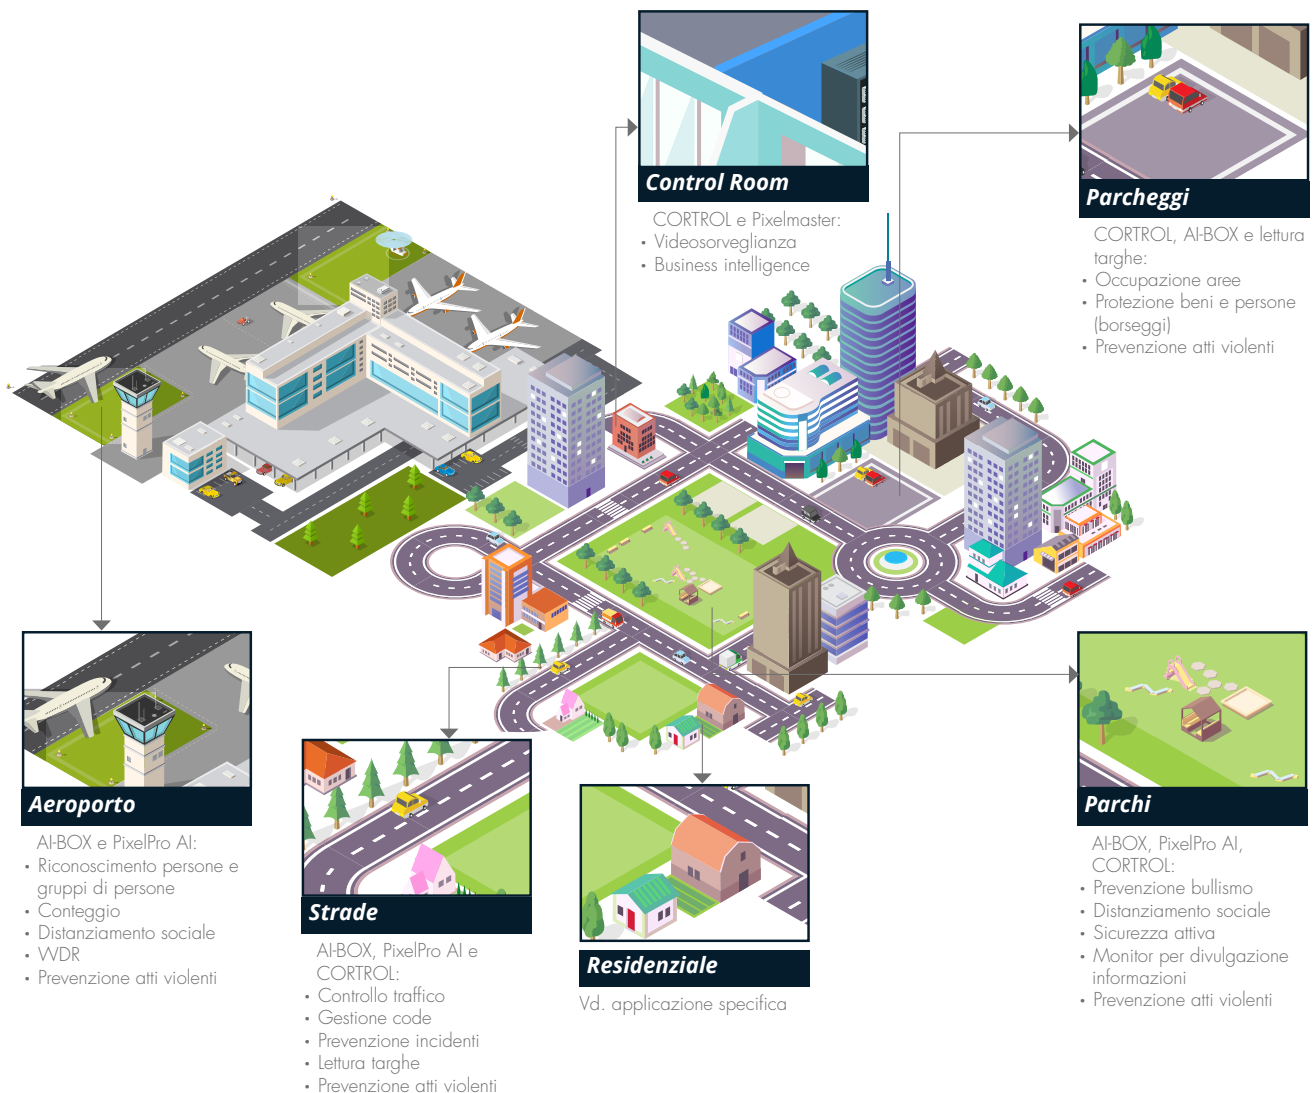 Control Room
CORTROL e Pixelmaster:
• Videosorveglianza
• Business intelligence
Parcheggi
CORTROL, AI-BOX e lettura
targhe:
• Occupazione aree
• Protezione beni e persone
(borseggi)
• Prevenzione atti violenti
Aeroporto
AI-BOX e PixelPro AI:
• Riconoscimento persone e
gruppi di persone
• Conteggio
• Distanziamento sociale
• WDR
• Prevenzione atti violenti
Strade
AI-BOX, PixelPro AI e
CORTROL:
• Controllo traffico
• Gestione code
• Prevenzione incidenti
• Lettura targhe
• Prevenzione atti violenti
Residenziale
Vd. applicazione specifica
Parchi
AI-BOX, PixelPro AI,
CORTROL:
• Prevenzione bullismo
• Distanziamento sociale
• Sicurezza attiva
• Monitor per divulgazione
informazioni
• Prevenzione atti violenti